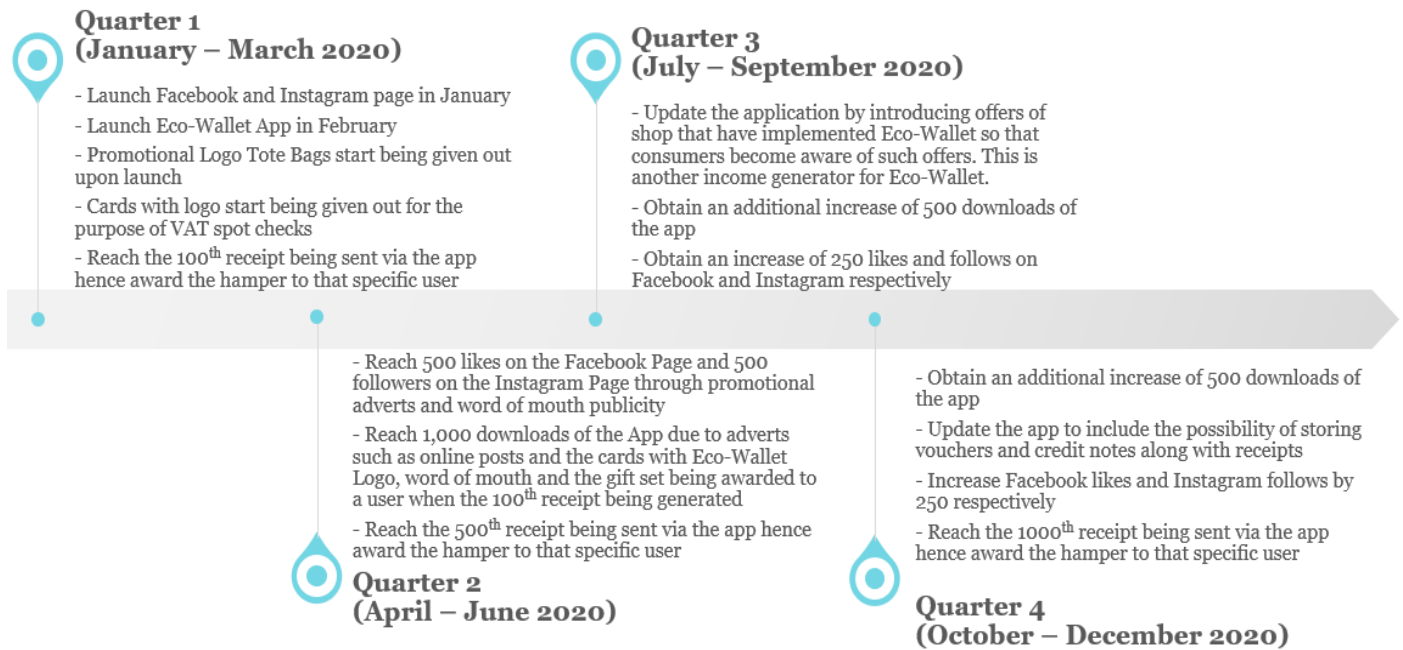 Quarter 1
(January – March 2020)
- Launch Facebook and Instagram page in January
- Launch Eco-Wallet App in February
- Promotional Logo Tote Bags start being given out
upon launch
- Cards with logo start being given out for the
purpose of VAT spot checks
- Reach the 100th receipt being sent via the app
hence award the hamper to that specific user
- Reach 500 likes on the Facebook Page and 500
followers on the Instagram Page through promotional
adverts and word of mouth publicity
- Reach 1,000 downloads of the App due to adverts
such as online posts and the cards with Eco-Wallet
Logo, word of mouth and the gift set being awarded to
a user when the 100th receipt being generated
- Reach the 500th receipt being sent via the app hence
award the hamper to that specific user
Quarter 2
(April – June 2020)
Quarter 3
(July – September 2020)
- Update the application by introducing offers of
shop that have implemented Eco-Wallet so that
consumers become aware of such offers. This is
another income generator for Eco-Wallet.
- Obtain an additional increase of 500 downloads of
the app
- Obtain an increase of 250 likes and follows on
Facebook and Instagram respectively
- Obtain an additional increase of 500 downloads of
the app
- Update the app to include the possibility of storing
vouchers and credit notes along with receipts
- Increase Facebook likes and Instagram follows by
250 respectively
- Reach the 1000th receipt being sent via the app
hence award the hamper to that specific user
Quarter 4
(October – December 2020)